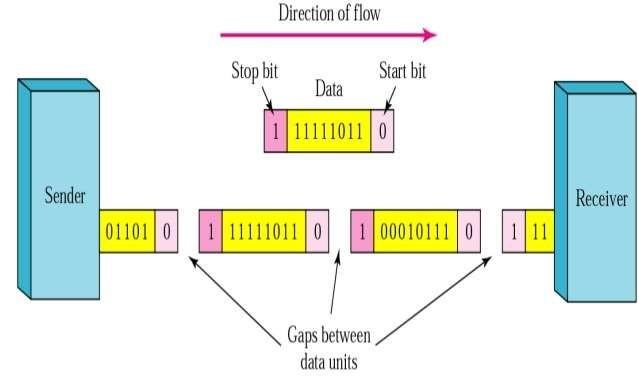 Direction of flow
Stop bit
Data
Start bit
1 11111011 0
Sender
Receiver
01101 0
1 11111011 0
1 00010111 0
1 11
Gaps between
data units